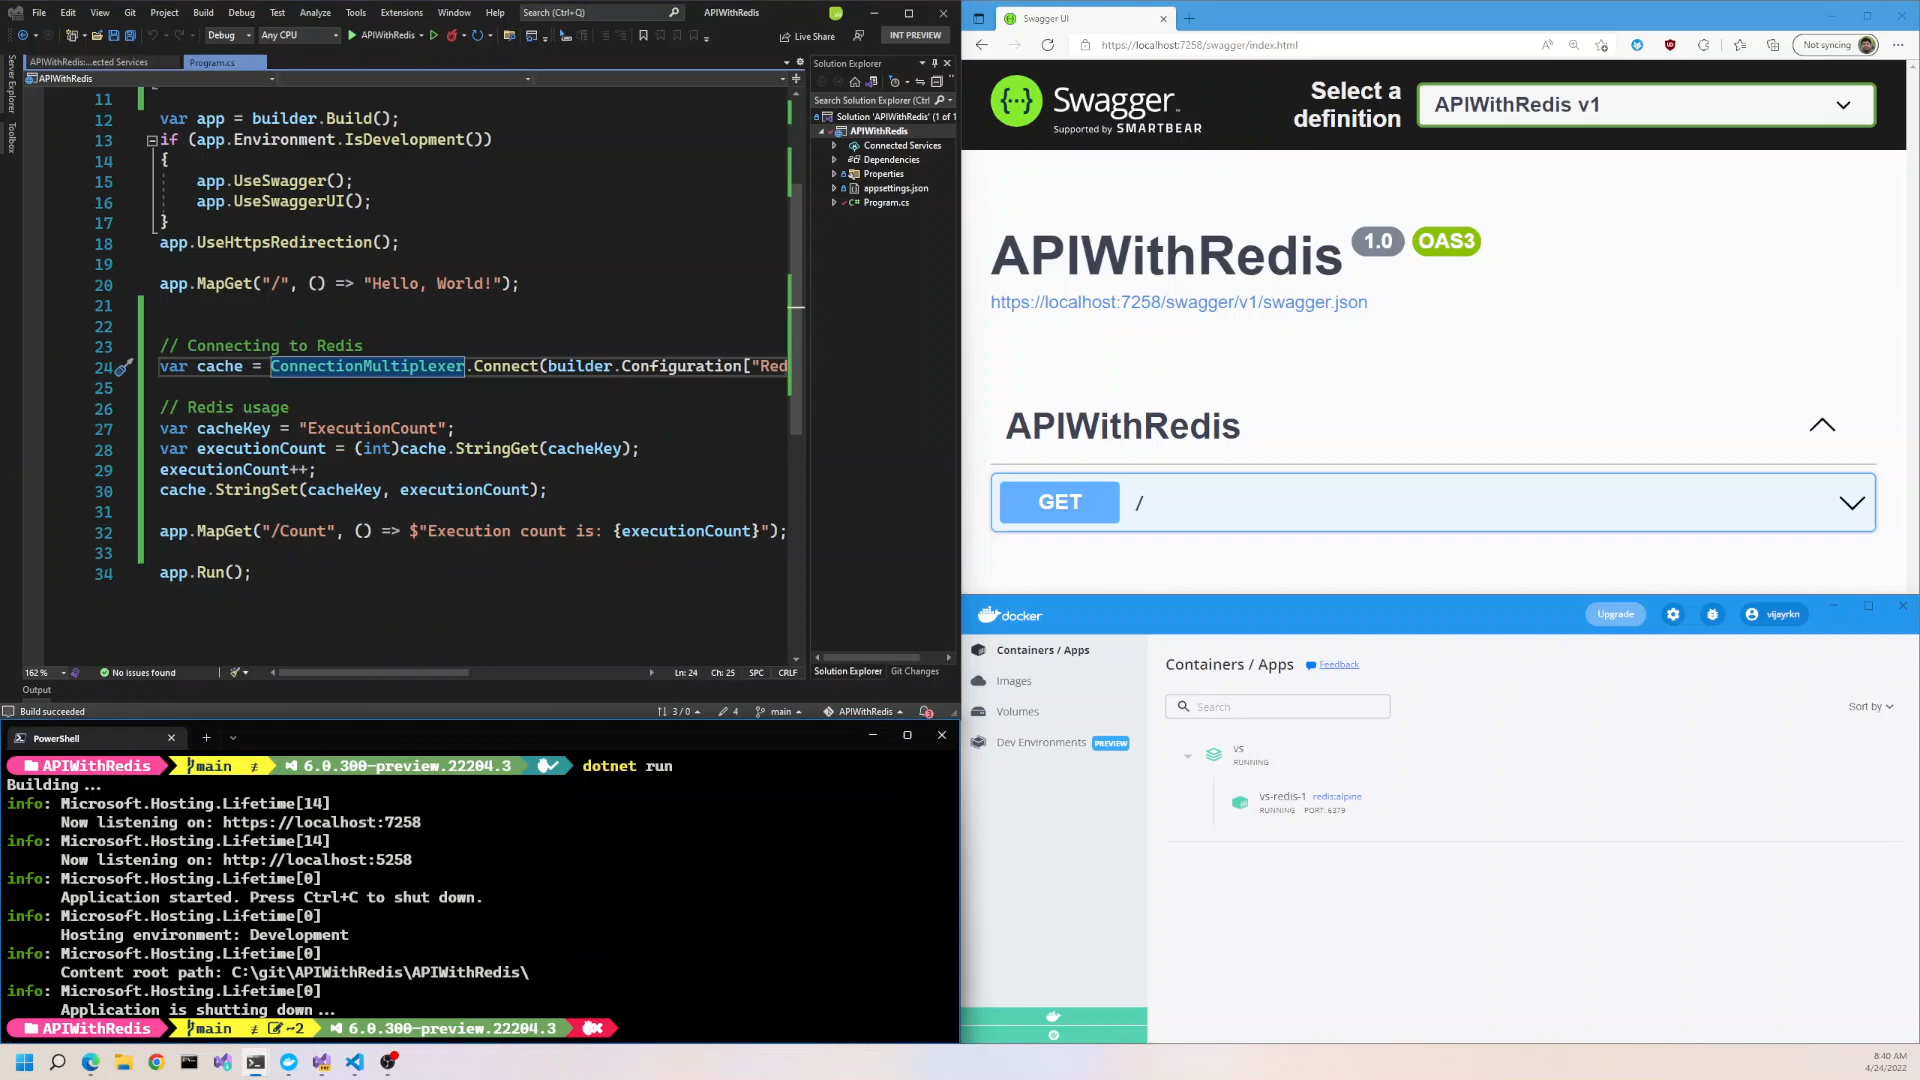 File Edit View Git Project Build Debug Test Analyze Tools Extensions Window Help Search (Ctrl+Q) APIWithRedis
Debug Any CPU APIWithRedis Live Share INT PREVIEW
Server Explorer
Toolbox
APIWithRedis:...ected Services Program.cs
APIWithRedis
11
12 var app = builder.Build();
13 if (app.Environment.IsDevelopment())
14 {
15 app.UseSwagger();
16 app.UseSwaggerUI();
17 }
18 app.UseHttpsRedirection();
19
20 app.MapGet("/", () => "Hello, World!");
21
22
23 // Connecting to Redis
24 var cache = ConnectionMultiplexer.Connect(builder.Configuration["Red
25
26 // Redis usage
27 var cacheKey = "ExecutionCount";
28 var executionCount = (int)cache.StringGet(cacheKey);
29 executionCount++;
30 cache.StringSet(cacheKey, executionCount);
31
32 app.MapGet("/Count", () => $"Execution count is: {executionCount}");
33
34 app.Run();
162 % No issues found Ln: 24 Ch: 25 SPC CRLF
Output
Build succeeded 3 / 0 4 main APIWithRedis 3
Solution Explorer
Search Solution Explorer (Ctrl
Solution 'APIWithRedis' (1 of 1
APIWithRedis
Connected Services
Dependencies
Properties
appsettings.json
C# Program.cs
Solution Explorer Git Changes
PowerShell
APIWithRedis main ≢ 6.0.300-preview.22204.3 dotnet run
Building ...
info: Microsoft.Hosting.Lifetime[14]
Now listening on: https://localhost:7258
info: Microsoft.Hosting.Lifetime[14]
Now listening on: http://localhost:5258
info: Microsoft.Hosting.Lifetime[0]
Application started. Press Ctrl+C to shut down.
info: Microsoft.Hosting.Lifetime[0]
Hosting environment: Development
info: Microsoft.Hosting.Lifetime[0]
Content root path: C:\git\APIWithRedis\APIWithRedis\
info: Microsoft.Hosting.Lifetime[0]
Application is shutting down ...
APIWithRedis main ≢ ~2 6.0.300-preview.22204.3
Swagger UI
https://localhost:7258/swagger/index.html Not syncing
Swagger
Supported by SMARTBEAR
Select a definition APIWithRedis v1
APIWithRedis 1.0 OAS3
https://localhost:7258/swagger/v1/swagger.json
APIWithRedis
GET /
docker Upgrade vijayrkn
Containers / Apps
Images
Volumes
Dev Environments PREVIEW
Containers / Apps Feedback
Search Sort by
vs
RUNNING
vs-redis-1 redis:alpine
RUNNING PORT: 6379
8:40 AM
4/24/2022